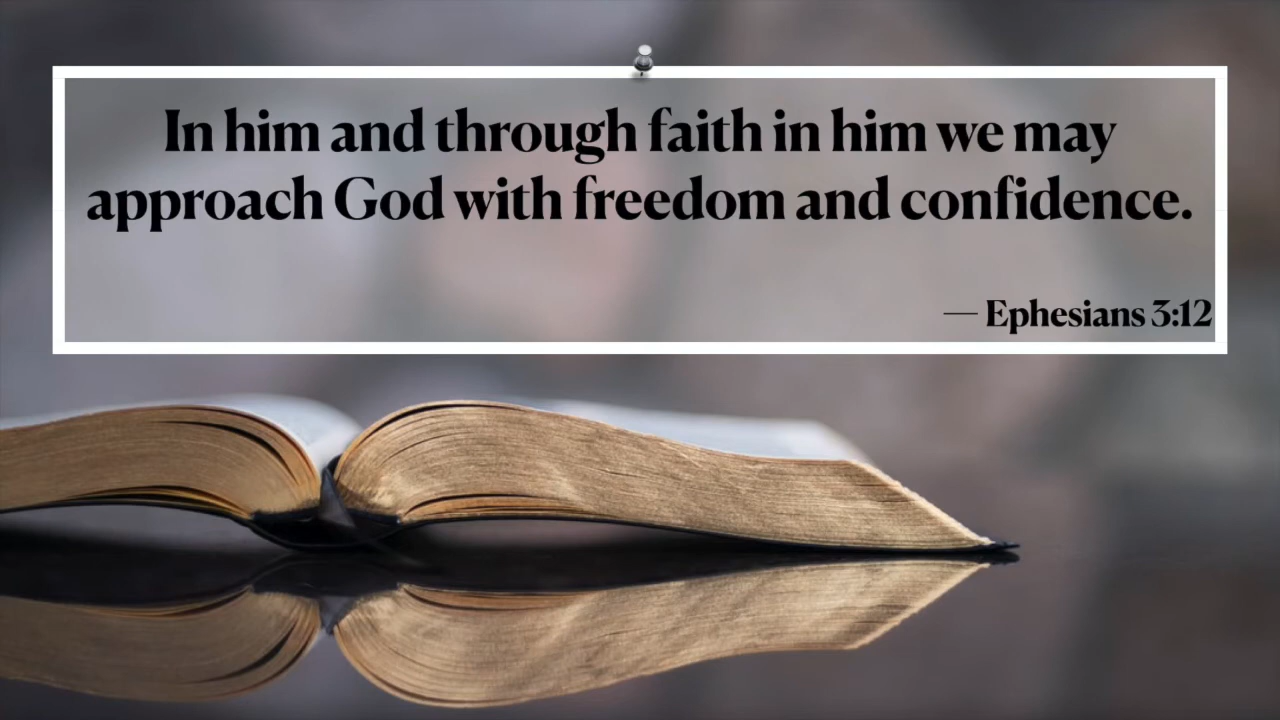 In him and through faith in him we may
approach God with freedom and confidence.
— Ephesians 3:12